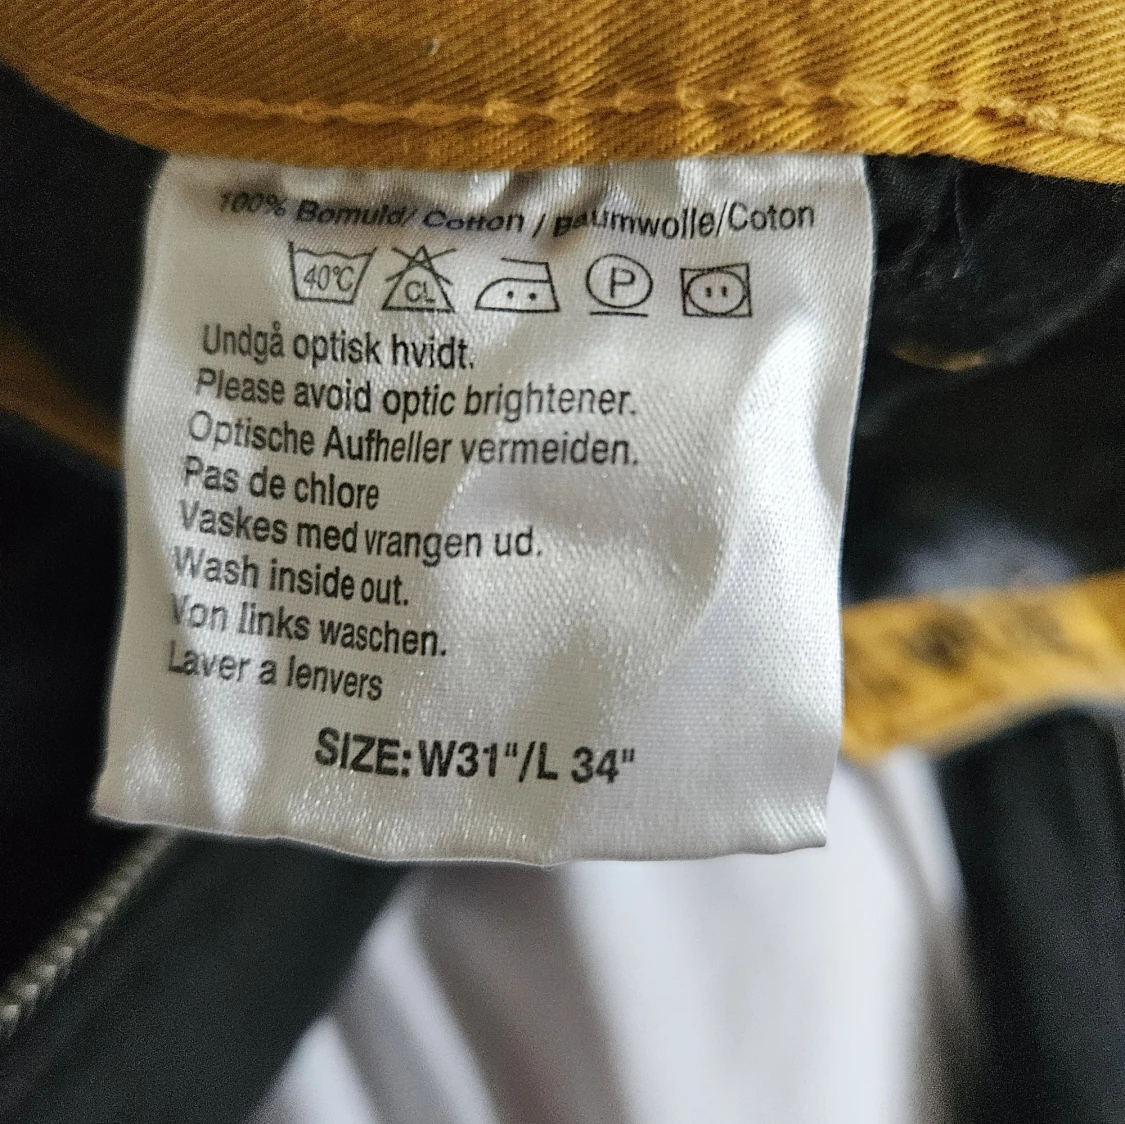 100% Bomuld/ Cotton / Baumwolle/Coton
40°C CL P
Undgå optisk hvidt.
Please avoid optic brightener.
Optische Aufheller vermeiden.
Pas de chlore
Vaskes med vrangen ud.
Wash inside out.
Von links waschen.
Laver a lenvers
SIZE: W31"/L 34"